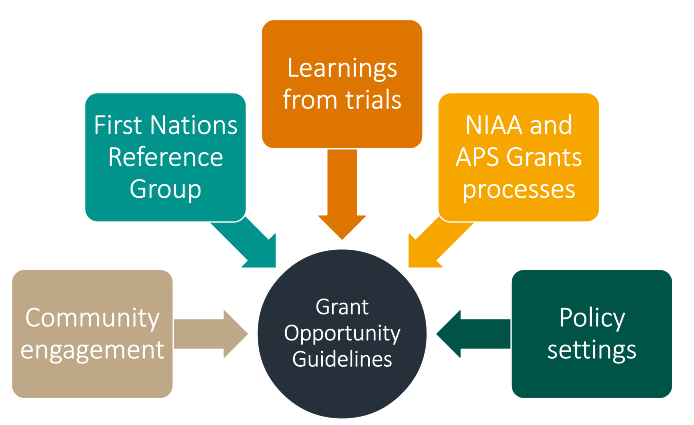 Learnings
from trials
First Nations
Reference
Group
NIAA and
APS Grants
processes
Community
engagement
Grant
Opportunity
Guidelines
Policy
settings